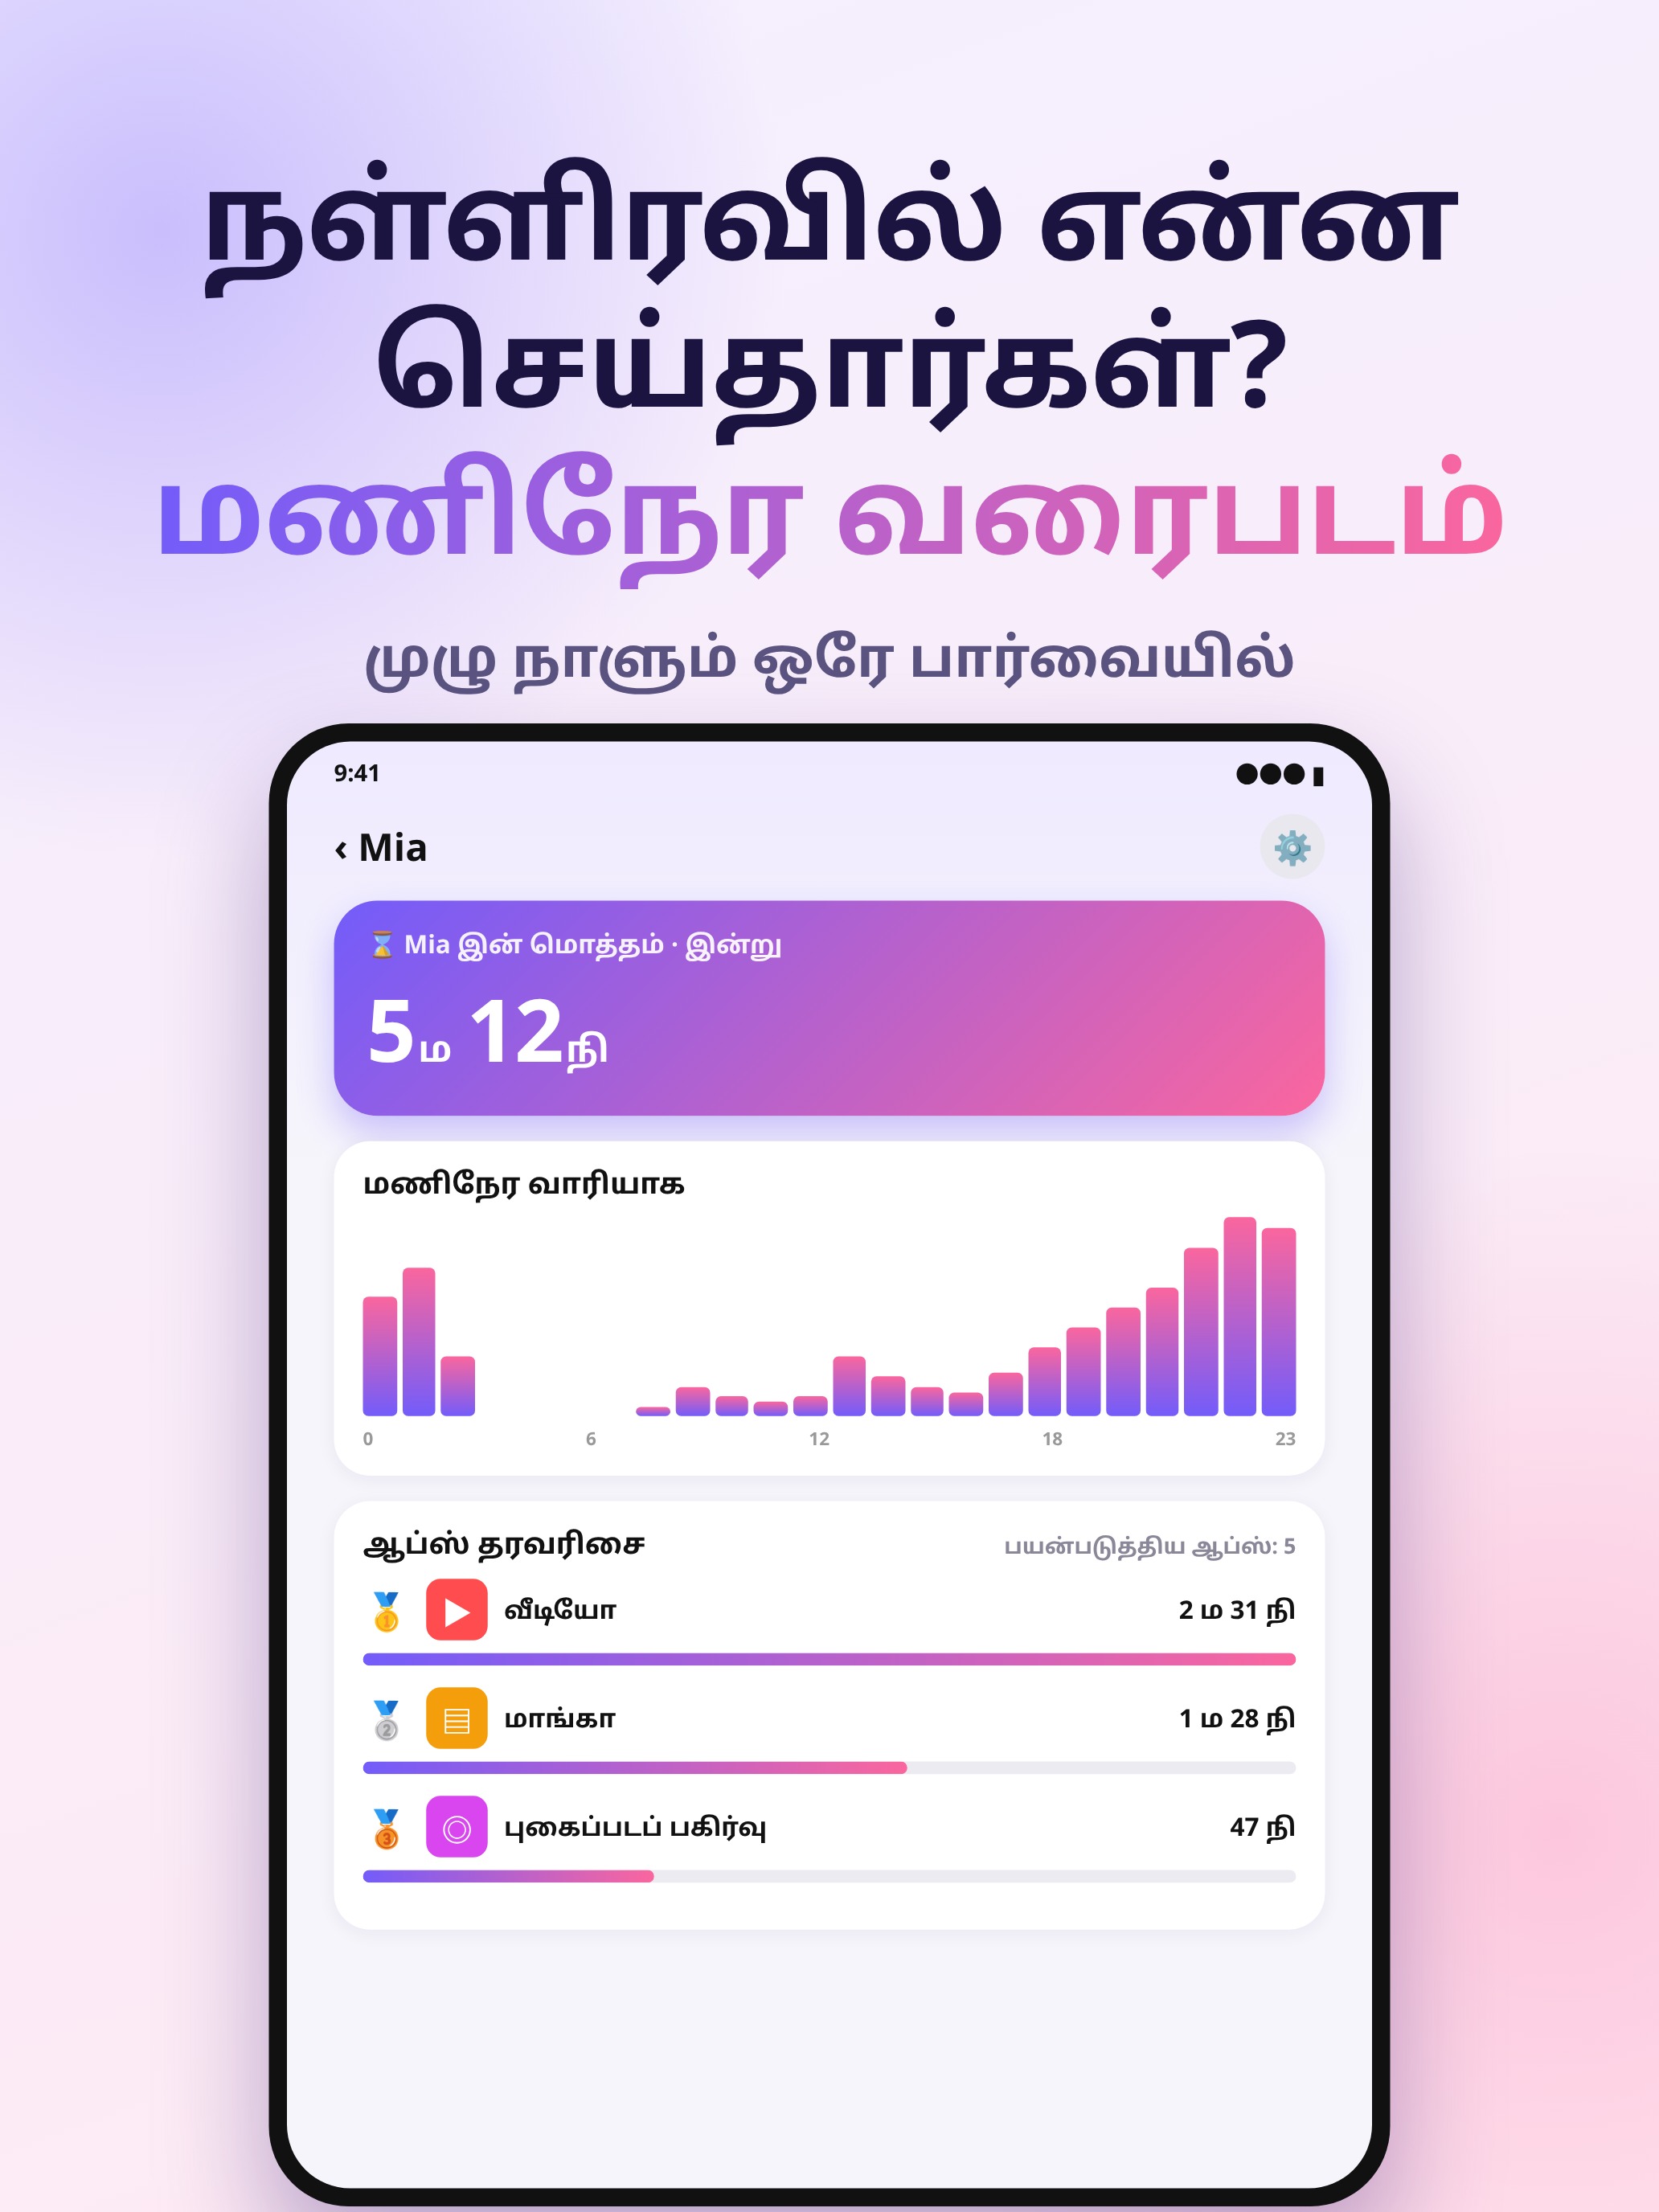 நள்ளிரவில் என்ன
செய்தார்கள்?
மணிநேர வரைபடம்
முழு நாளும் ஒரே பார்வையில்
9:41
‹ Mia
⌛ Mia இன் மொத்தம் · இன்று
5ம 12நி
மணிநேர வாரியாக
0 6 12 18 23
ஆப்ஸ் தரவரிசை பயன்படுத்திய ஆப்ஸ்: 5
🥇 வீடியோ 2 ம 31 நி
🥈 மாங்கா 1 ம 28 நி
🥉 புகைப்படப் பகிர்வு 47 நி